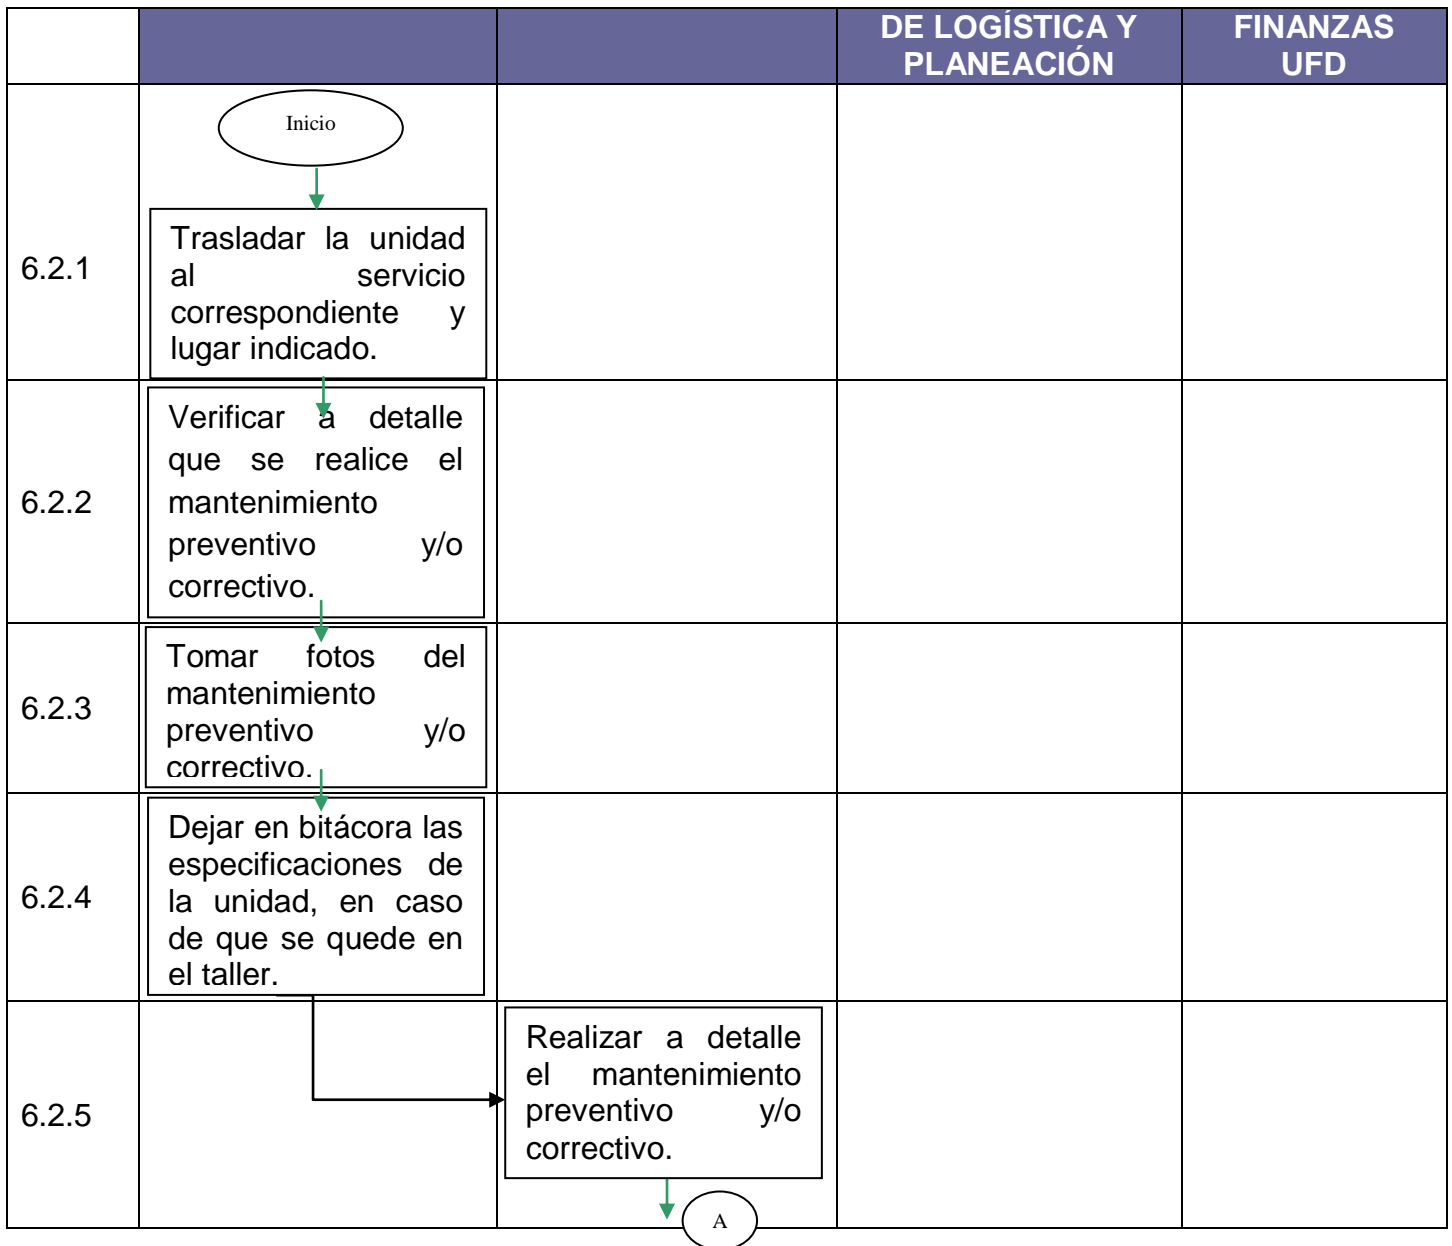 DE LOGÍSTICA Y
PLANEACIÓN
FINANZAS
UFD
Inicio
6.2.1
Trasladar la unidad
al servicio
correspondiente y
lugar indicado.
6.2.2
Verificar a detalle
que se realice el
mantenimiento
preventivo y/o
correctivo.
6.2.3
Tomar fotos del
mantenimiento
preventivo y/o
correctivo.
6.2.4
Dejar en bitácora las
especificaciones de
la unidad, en caso
de que se quede en
el taller.
6.2.5
Realizar a detalle
el mantenimiento
preventivo y/o
correctivo.
A